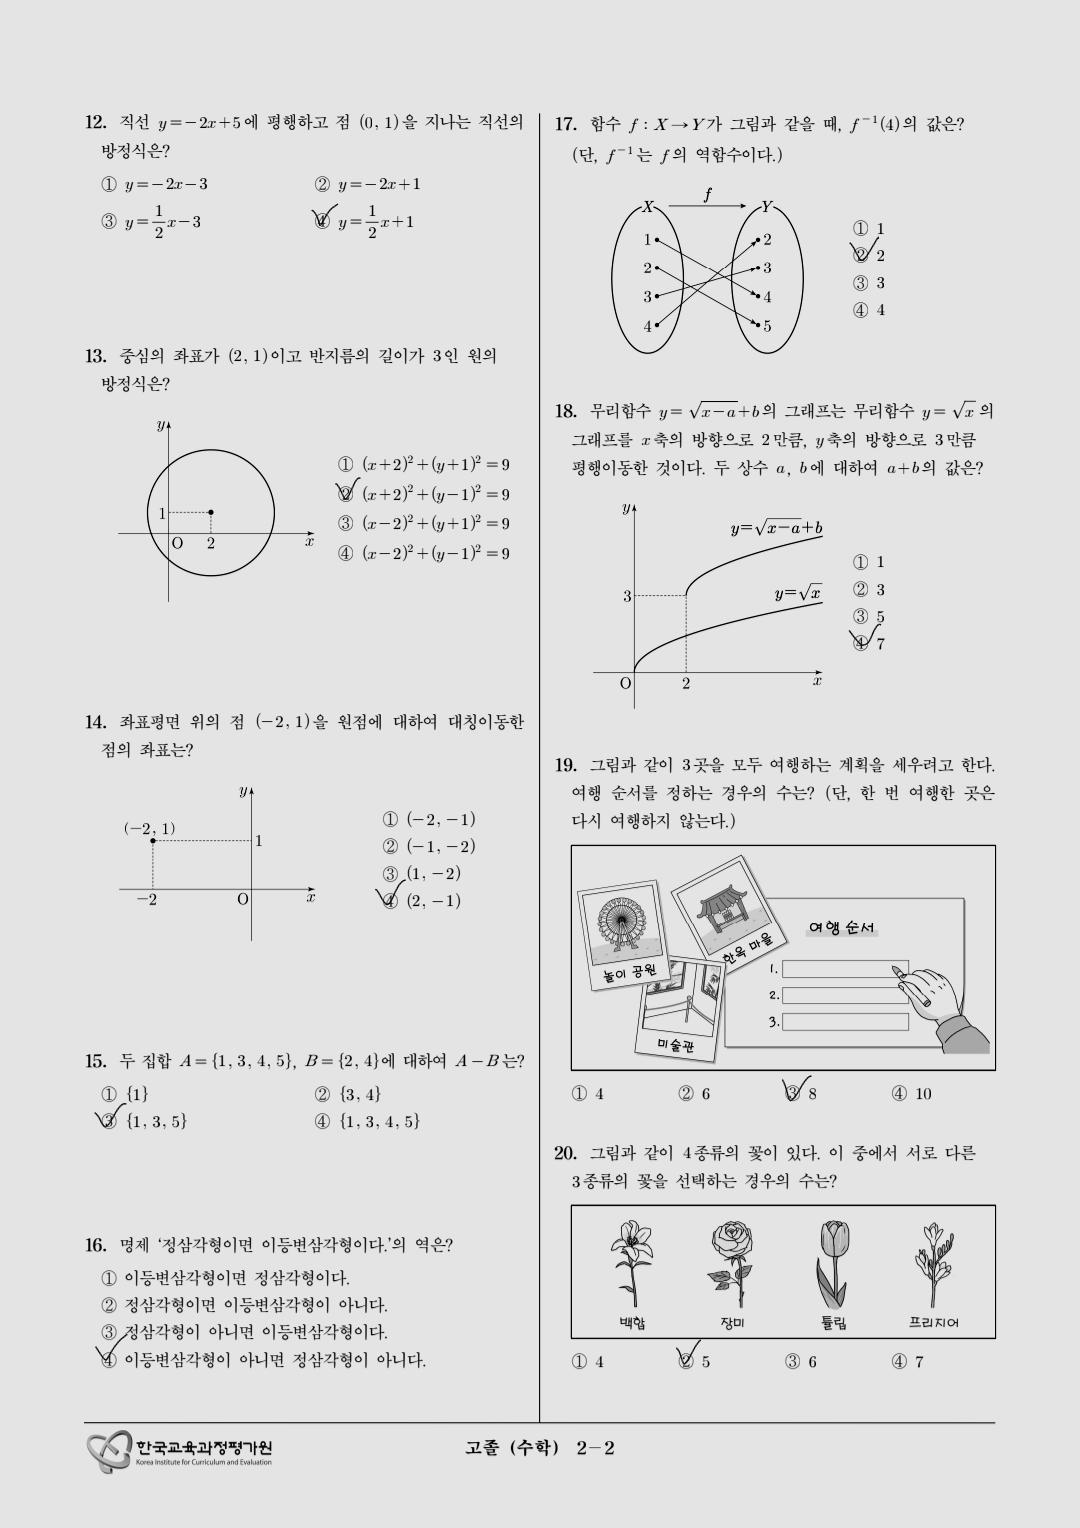 12. 직선 y=−2x+5에 평행하고 점 (0, 1)을 지나는 직선의
방정식은?
① y=−2x−3 ② y=−2x+1
③ y=1/2x−3 ④ y=1/2x+1
13. 중심의 좌표가 (2, 1)이고 반지름의 길이가 3인 원의
방정식은?
y
1
O 2 x
① (x+2)²+(y+1)²=9
② (x+2)²+(y−1)²=9
③ (x−2)²+(y+1)²=9
④ (x−2)²+(y−1)²=9
14. 좌표평면 위의 점 (−2, 1)을 원점에 대하여 대칭이동한
점의 좌표는?
y
(−2, 1)
1
−2 O x
① (−2, −1)
② (−1, −2)
③ (1, −2)
④ (2, −1)
15. 두 집합 A={1, 3, 4, 5}, B={2, 4}에 대하여 A−B는?
① {1} ② {3, 4}
③ {1, 3, 5} ④ {1, 3, 4, 5}
16. 명제 ‘정삼각형이면 이등변삼각형이다.’의 역은?
① 이등변삼각형이면 정삼각형이다.
② 정삼각형이면 이등변삼각형이 아니다.
③ 정삼각형이 아니면 이등변삼각형이다.
④ 이등변삼각형이 아니면 정삼각형이 아니다.
17. 함수 f : X→Y가 그림과 같을 때, f⁻¹(4)의 값은?
(단, f⁻¹는 f의 역함수이다.)
f
X Y
1 2
2 3
3 4
4 5
① 1
② 2
③ 3
④ 4
18. 무리함수 y=√(x−a)+b의 그래프는 무리함수 y=√x의
그래프를 x축의 방향으로 2만큼, y축의 방향으로 3만큼
평행이동한 것이다. 두 상수 a, b에 대하여 a+b의 값은?
y
y=√(x−a)+b
3
y=√x
O 2 x
① 1
② 3
③ 5
④ 7
19. 그림과 같이 3곳을 모두 여행하는 계획을 세우려고 한다.
여행 순서를 정하는 경우의 수는? (단, 한 번 여행한 곳은
다시 여행하지 않는다.)
놀이 공원
한옥 마을
미술관
여행 순서
1.
2.
3.
① 4 ② 6 ③ 8 ④ 10
20. 그림과 같이 4종류의 꽃이 있다. 이 중에서 서로 다른
3종류의 꽃을 선택하는 경우의 수는?
백합 장미 튤립 프리지어
① 4 ② 5 ③ 6 ④ 7
한국교육과정평가원
Korea Institute for Curriculum and Evaluation
고졸 (수학) 2−2